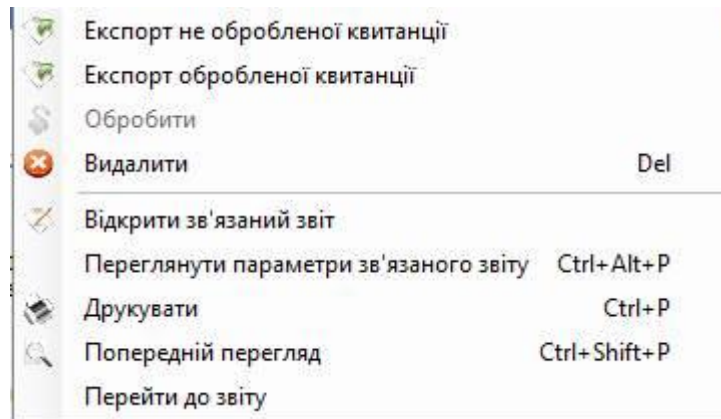 Експорт не обробленої квитанції
Експорт обробленої квитанції
Обробити
Видалити Del
Відкрити зв'язаний звіт
Переглянути параметри зв'язаного звіту Ctrl+Alt+P
Друкувати Ctrl+P
Попередній перегляд Ctrl+Shift+P
Перейти до звіту